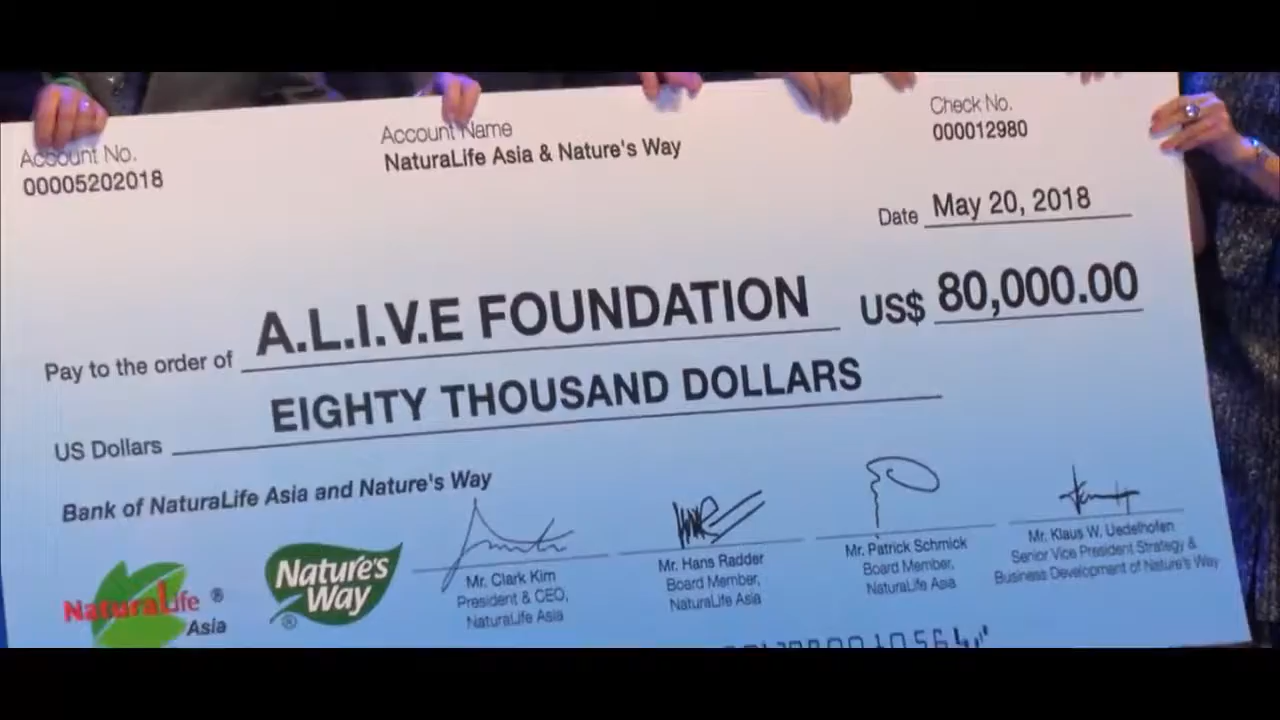 Account No.
00005202018
Account Name
NaturaLife Asia & Nature's Way
Check No.
000012980
Date May 20, 2018
Pay to the order of A.L.I.V.E FOUNDATION US$ 80,000.00
US Dollars EIGHTY THOUSAND DOLLARS
Bank of NaturaLife Asia and Nature's Way
NaturaLife ®
Asia
Nature's
Way
®
Mr. Clark Kim
President & CEO,
NaturaLife Asia
Mr. Hans Radder
Board Member,
NaturaLife Asia
Mr. Patrick Schmick
Board Member,
NaturaLife Asia
Mr. Klaus W. Uedelhofen
Senior Vice President Strategy &
Business Development of Nature's Way